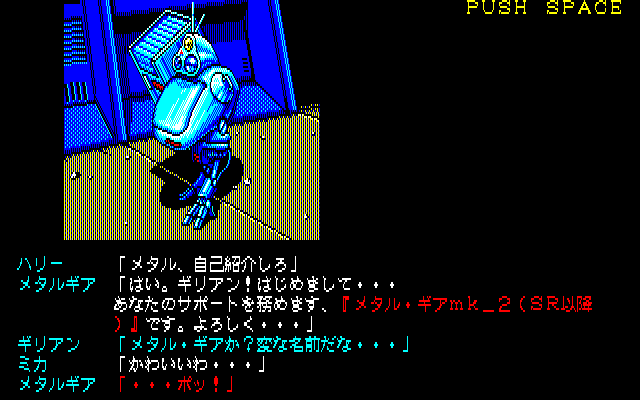 PUSH SPACE
ハリー 「メタル、自己紹介しろ」
メタルギア 「はい。ギリアン!はじめまして・・・
あなたのサポートを務めます、『メタル・ギアmk_2(SR以降
)』です。よろしく・・・」
ギリアン 「メタル・ギアか?変な名前だな・・・」
ミカ 「かわいいわ・・・」
メタルギア 「・・・ポッ!」